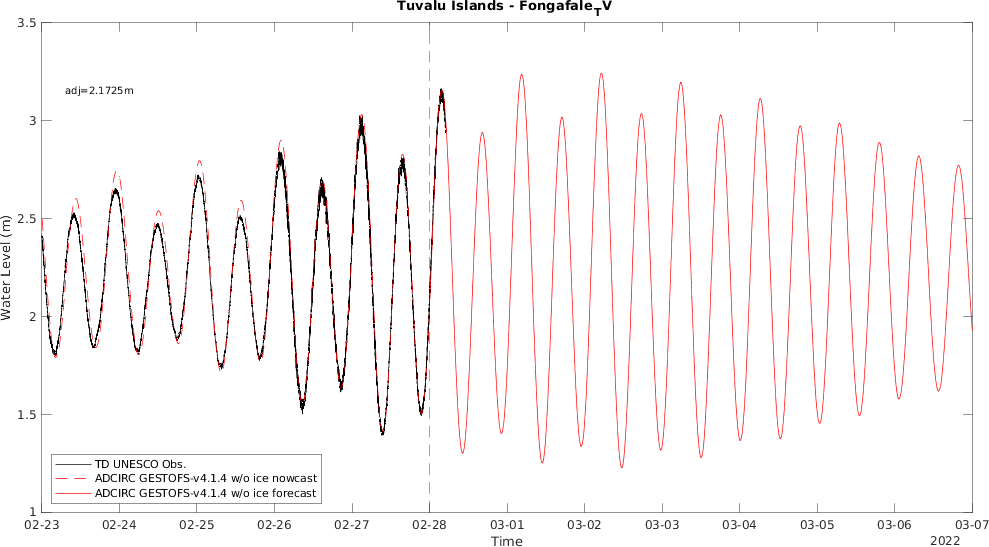 Tuvalu Islands - Fongafale_TV
adj=2.1725m
3.5
3
2.5
2
1.5
1
Water Level (m)
TD UNESCO Obs.
ADCIRC GESTOFS-v4.1.4 w/o ice nowcast
ADCIRC GESTOFS-v4.1.4 w/o ice forecast
02-23 02-24 02-25 02-26 02-27 02-28 03-01 03-02 03-03 03-04 03-05 03-06 03-07
Time
2022